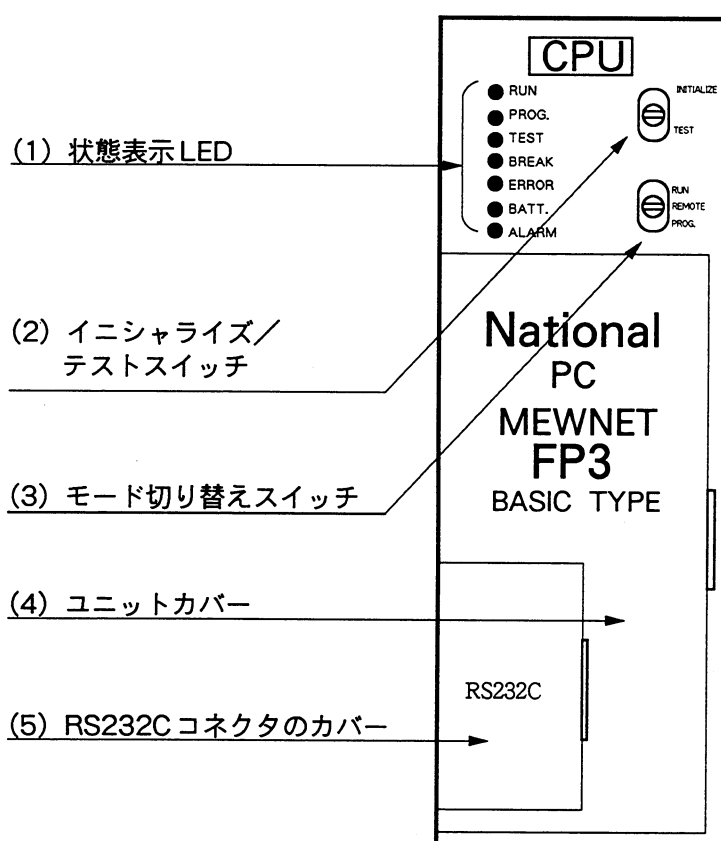 CPU
RUN
PROG.
TEST
BREAK
ERROR
BATT.
ALARM
INITIALIZE
TEST
RUN
REMOTE
PROG.
(1) 状態表示LED
(2) イニシャライズ／
テストスイッチ
(3) モード切り替えスイッチ
(4) ユニットカバー
(5) RS232Cコネクタのカバー
National
PC
MEWNET
FP3
BASIC TYPE
RS232C